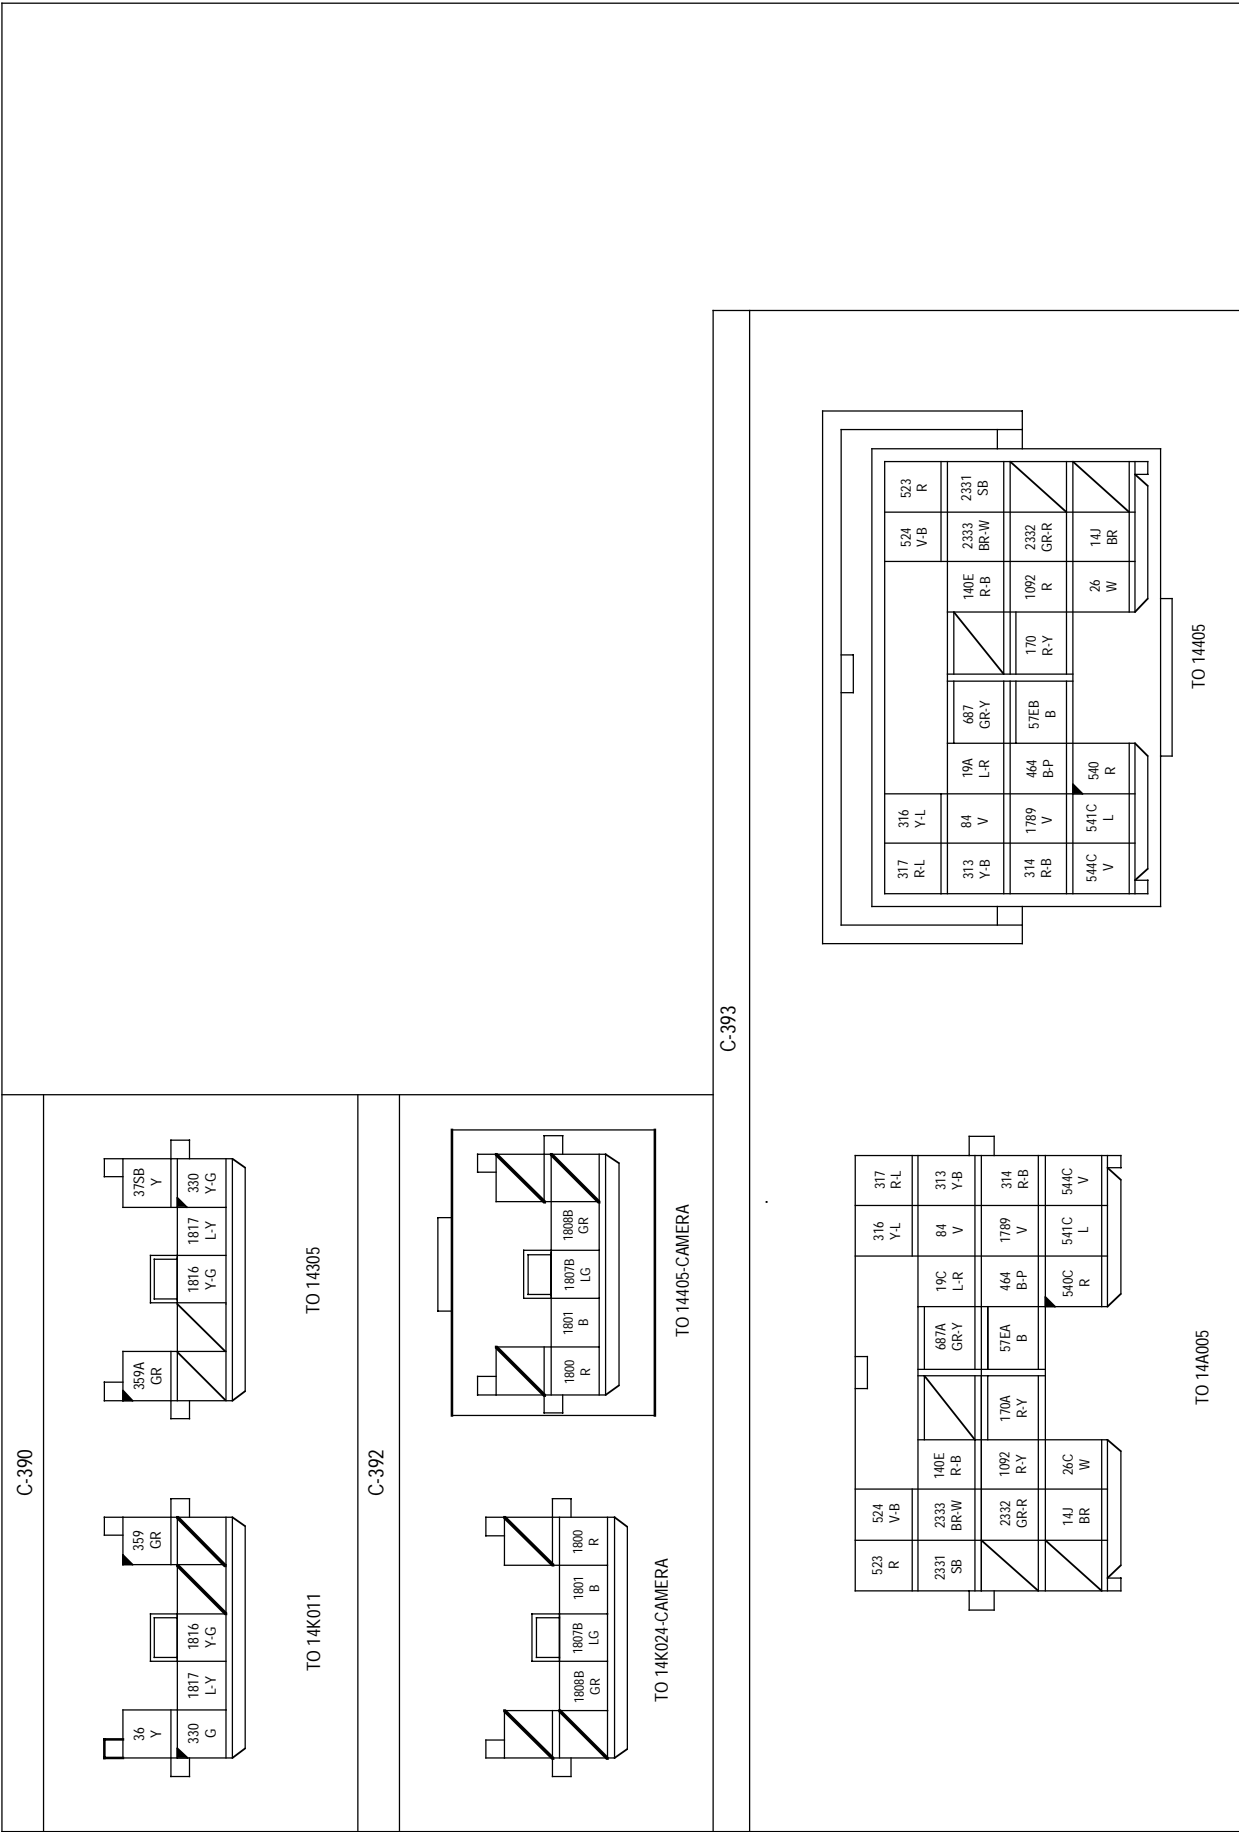 C-390
36
Y
359
GR
330
G
1817
L-Y
1816
Y-G
TO 14K011
359A
GR
37SB
Y
1816
Y-G
1817
L-Y
330
Y-G
TO 14305
C-392
1808B
GR
1807B
LG
1801
B
1800
R
TO 14K024-CAMERA
1800
R
1801
B
1807B
LG
1808B
GR
TO 14405-CAMERA
C-393
523
R
524
V-B
316
Y-L
317
R-L
2331
SB
2333
BR-W
140E
R-B
687A
GR-Y
19C
L-R
84
V
313
Y-B
2332
GR-R
1092
R-Y
170A
R-Y
57EA
B
464
B-P
1789
V
314
R-B
14J
BR
26C
W
540C
R
541C
L
544C
V
TO 14A005
317
R-L
316
Y-L
524
V-B
523
R
313
Y-B
84
V
19A
L-R
687
GR-Y
140E
R-B
2333
BR-W
2331
SB
314
R-B
1789
V
464
B-P
57EB
B
170
R-Y
1092
R
2332
GR-R
544C
V
541C
L
540
R
26
W
14J
BR
TO 14405